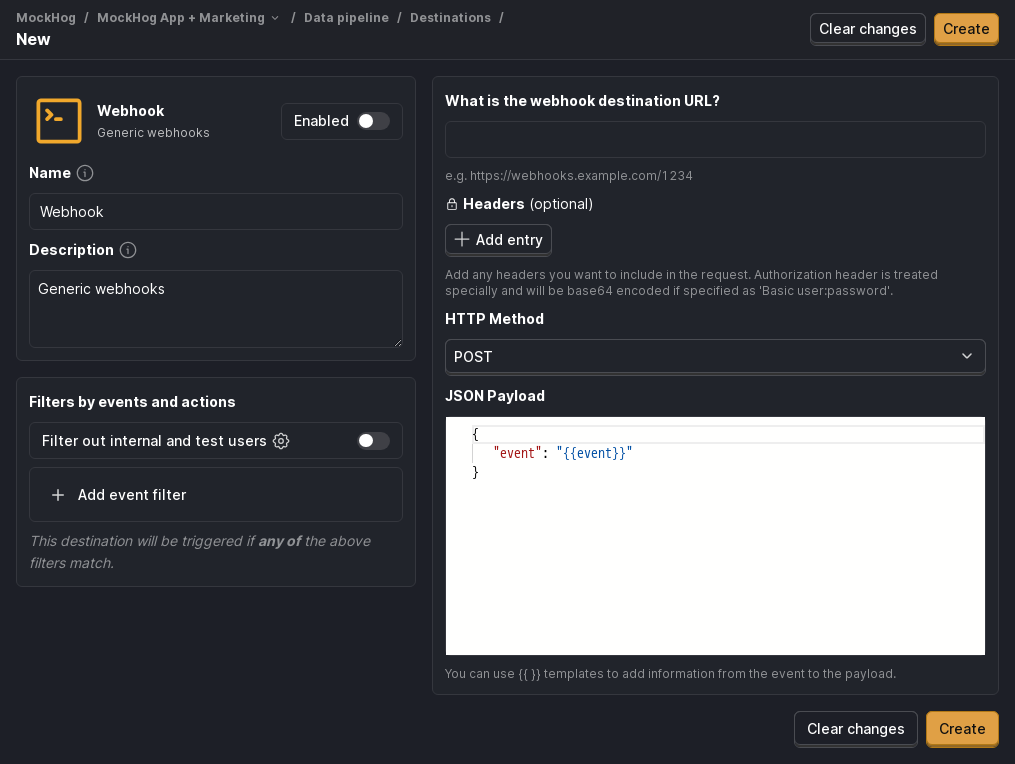 MockHog / MockHog App + Marketing / Data pipeline / Destinations /
New
Clear changes
Create
Webhook
Generic webhooks
Enabled
Name
Webhook
Description
Generic webhooks
Filters by events and actions
Filter out internal and test users
Add event filter
This destination will be triggered if any of the above
filters match.
What is the webhook destination URL?
e.g. https://webhooks.example.com/1234
Headers (optional)
Add entry
Add any headers you want to include in the request. Authorization header is treated
specially and will be base64 encoded if specified as 'Basic user:password'.
HTTP Method
POST
JSON Payload
{
"event": "{{event}}"
}
You can use {{ }} templates to add information from the event to the payload.
Clear changes
Create